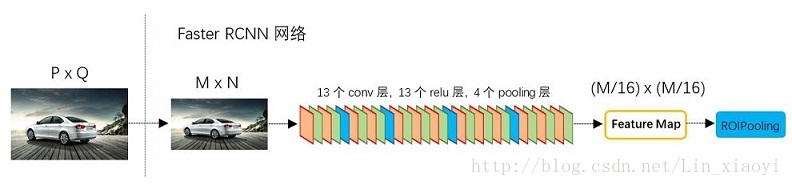 Faster RCNN 网络
P x Q
M x N
13 个 conv 层, 13 个 relu 层, 4 个 pooling 层
(M/16) x (M/16)
Feature Map
ROIPooling
http://blog.csdn.net/Lin_xiaoyi